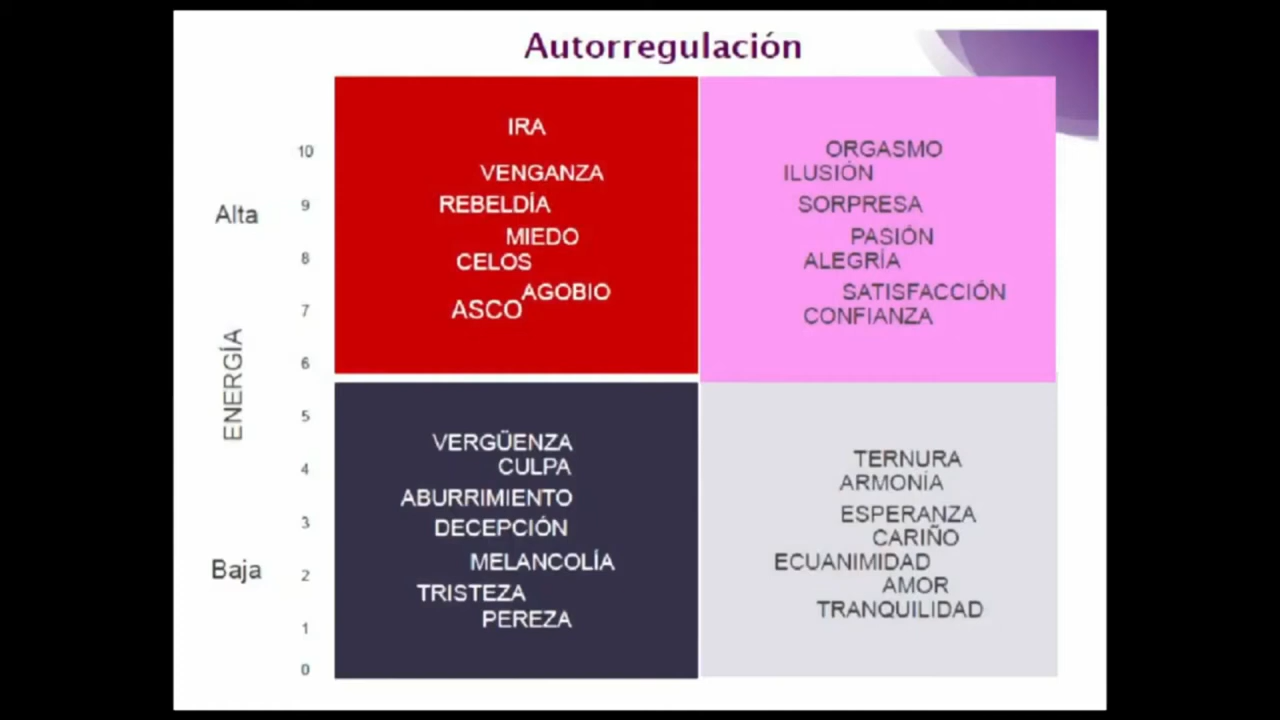 Autorregulación
IRA
VENGANZA
REBELDÍA
MIEDO
CELOS
AGOBIO
ASCO
ORGASMO
ILUSIÓN
SORPRESA
PASIÓN
ALEGRÍA
SATISFACCIÓN
CONFIANZA
10
Alta
9
8
7
6
ENERGÍA
5
4
3
Baja
2
1
0
VERGÜENZA
CULPA
ABURRIMIENTO
DECEPCIÓN
MELANCOLÍA
TRISTEZA
PEREZA
TERNURA
ARMONÍA
ESPERANZA
CARIÑO
ECUANIMIDAD
AMOR
TRANQUILIDAD